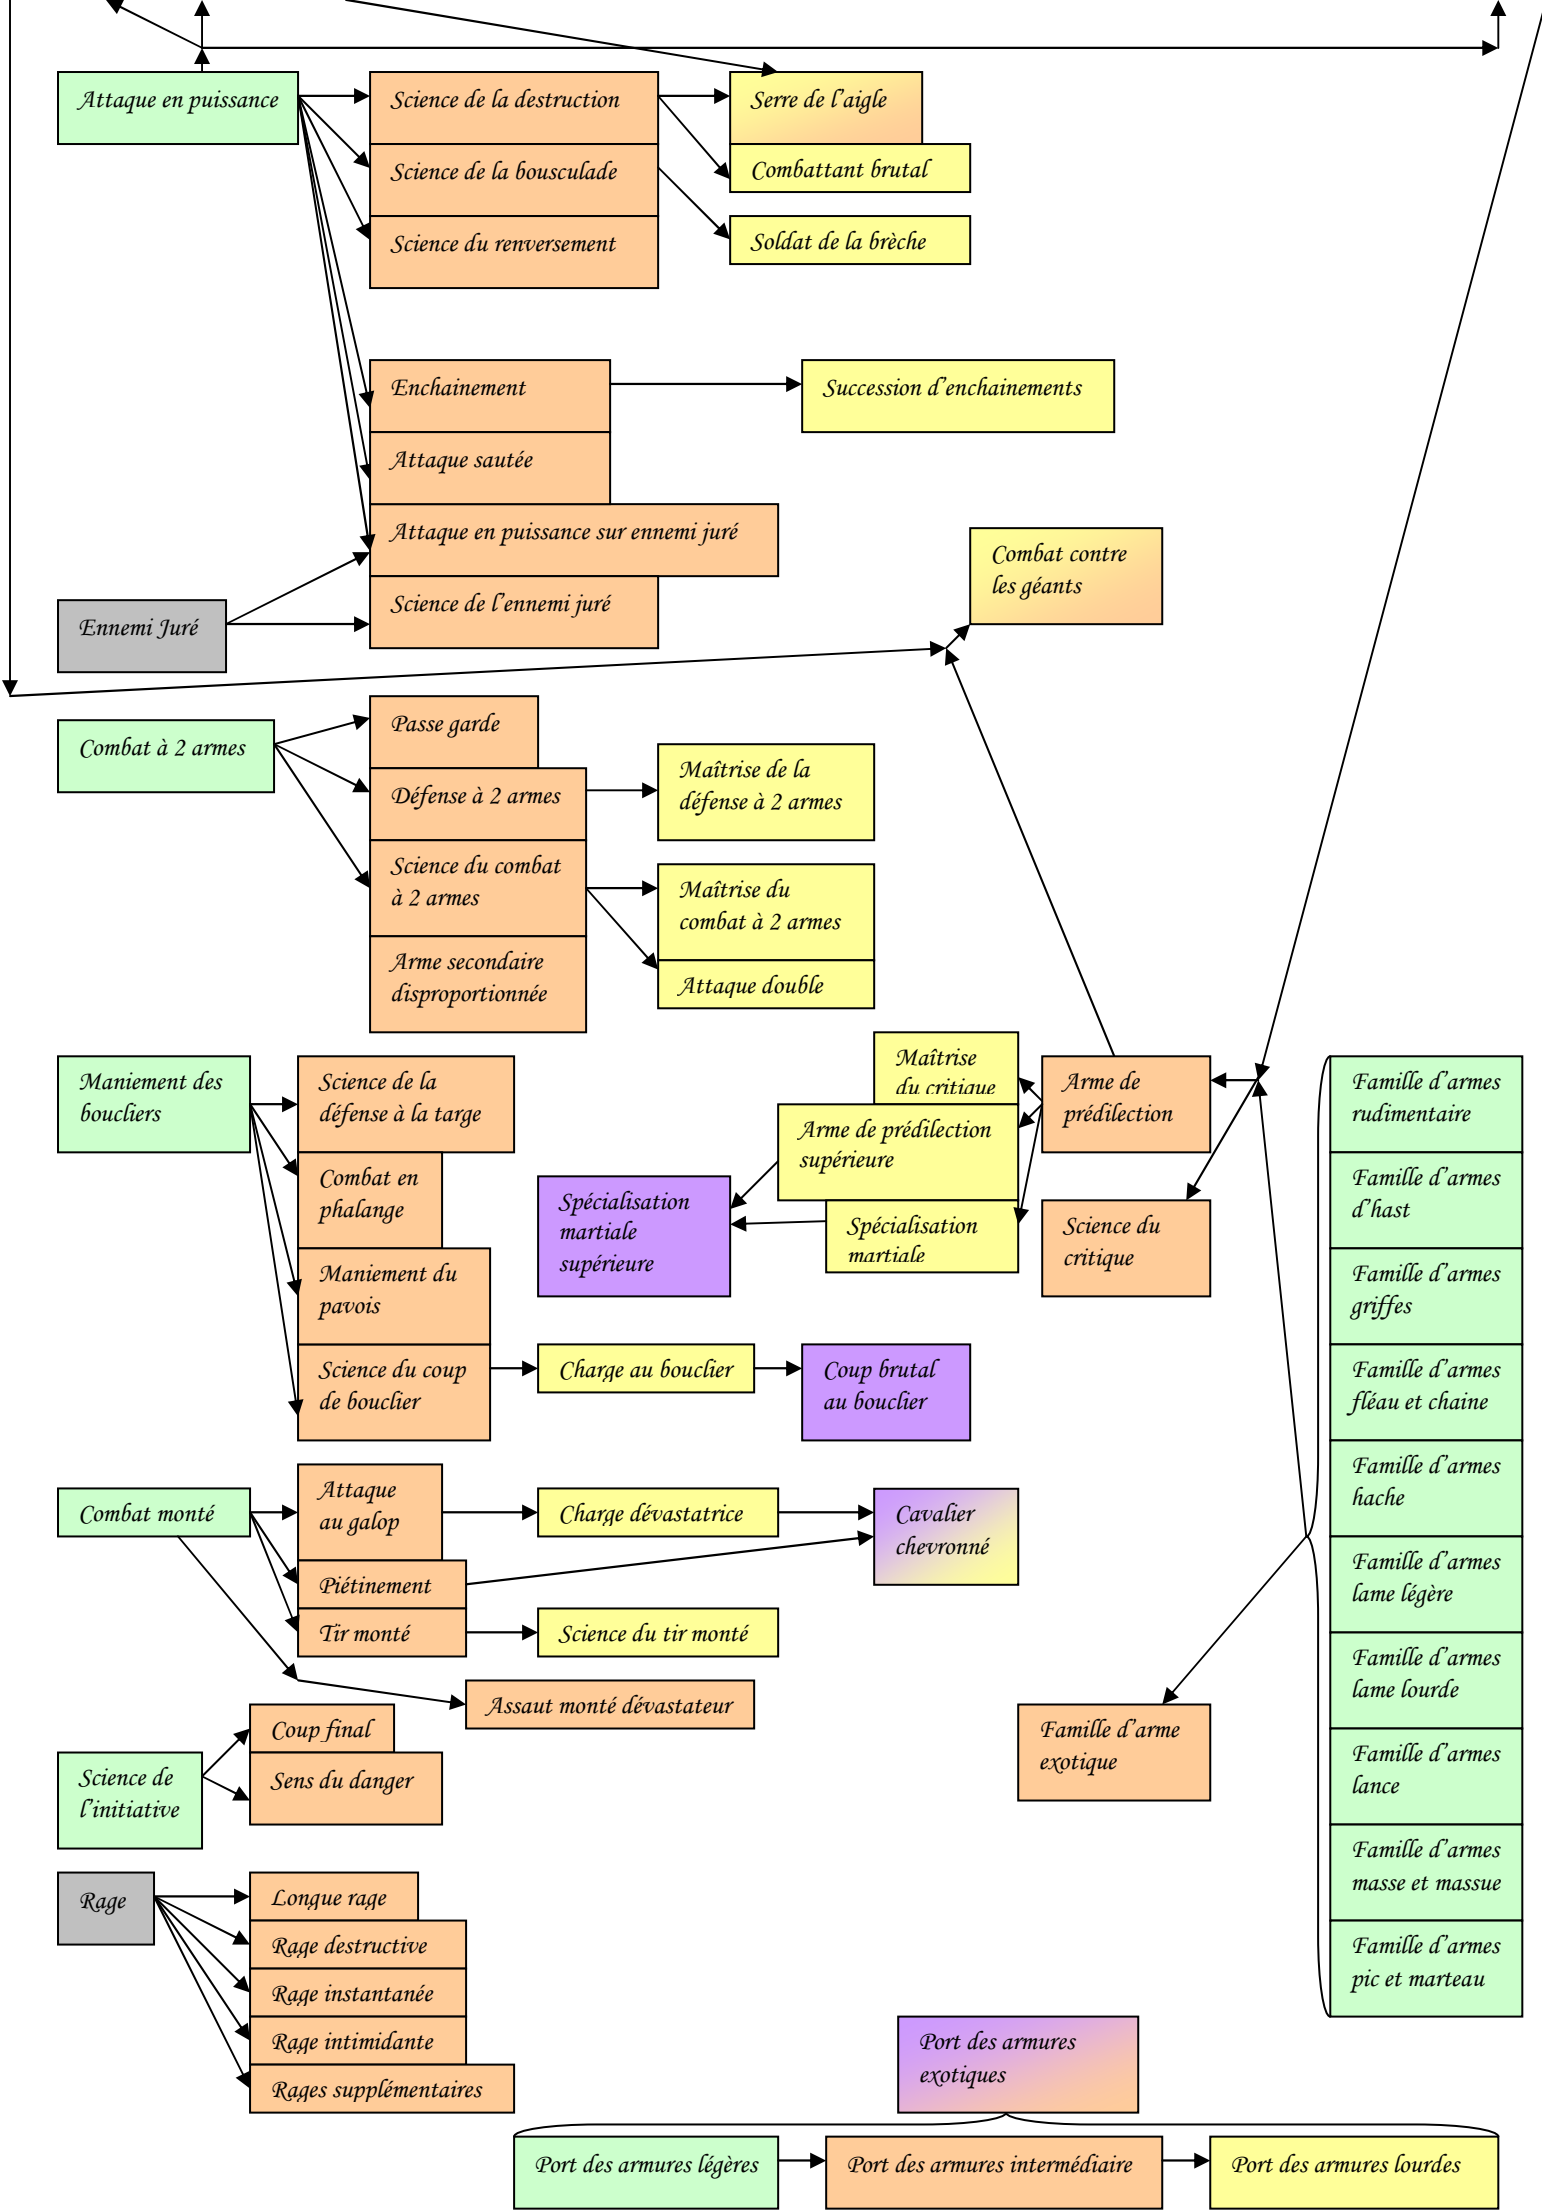 Attaque en puissance
Science de la destruction
Serre de l'aigle
Combattant brutal
Science de la bousculade
Soldat de la brèche
Science du renversement
Enchainement
Succession d'enchainements
Attaque sautée
Attaque en puissance sur ennemi juré
Combat contre
les géants
Science de l'ennemi juré
Ennemi Juré
Passe garde
Combat à 2 armes
Défense à 2 armes
Maîtrise de la
défense à 2 armes
Science du combat
à 2 armes
Maîtrise du
combat à 2 armes
Arme secondaire
disproportionnée
Attaque double
Maniement des
boucliers
Science de la
défense à la targe
Combat en
phalange
Maniement du
pavois
Science du coup
de bouclier
Charge au bouclier
Coup brutal
au bouclier
Maîtrise
du critique
Arme de prédilection
supérieure
Spécialisation
martiale
Spécialisation
martiale
supérieure
Arme de
prédilection
Science du
critique
Famille d'armes
rudimentaire
Famille d'armes
d'hast
Famille d'armes
griffes
Famille d'armes
fléau et chaine
Famille d'armes
hache
Famille d'armes
lame légère
Famille d'armes
lame lourde
Famille d'armes
lance
Famille d'armes
masse et massue
Famille d'armes
pic et marteau
Famille d'arme
exotique
Combat monté
Attaque
au galop
Charge dévastatrice
Cavalier
chevronné
Piétinement
Tir monté
Science du tir monté
Assaut monté dévastateur
Science de
l'initiative
Coup final
Sens du danger
Rage
Longue rage
Rage destructive
Rage instantanée
Rage intimidante
Rages supplémentaires
Port des armures
exotiques
Port des armures légères
Port des armures intermédiaire
Port des armures lourdes